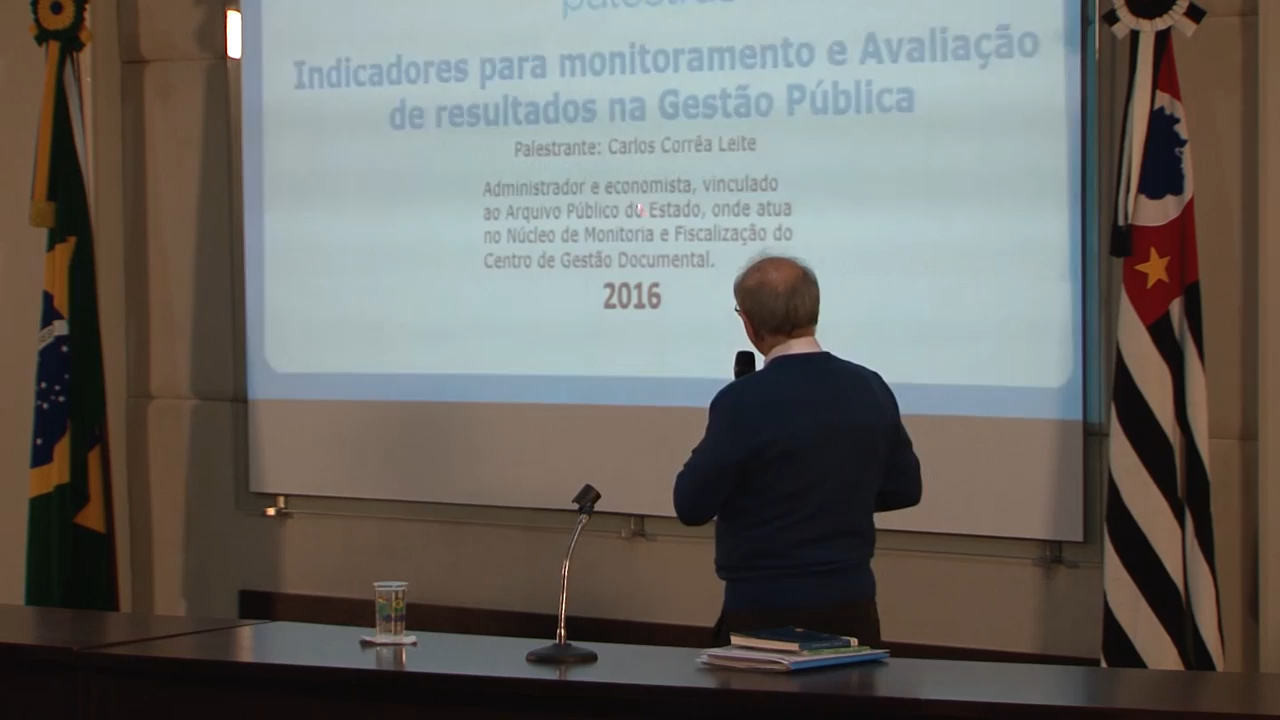 palestras
Indicadores para monitoramento e Avaliação
de resultados na Gestão Pública
Palestrante: Carlos Corrêa Leite
Administrador e economista, vinculado
ao Arquivo Público do Estado, onde atua
no Núcleo de Monitoria e Fiscalização do
Centro de Gestão Documental.
2016